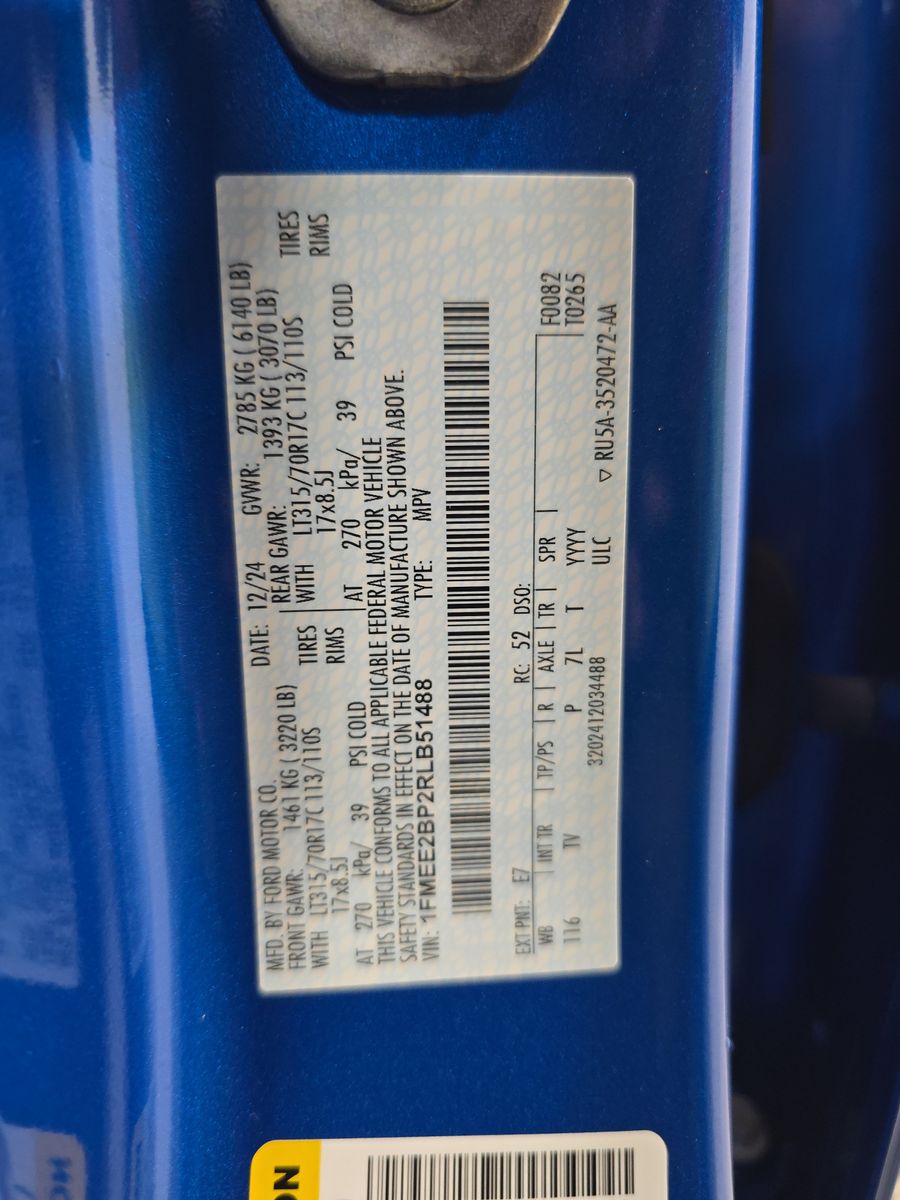 MFD. BY FORD MOTOR CO. DATE: 12/24 GVWR: 2785 KG ( 6140 LB)
FRONT GAWR: 1461 KG ( 3220 LB) REAR GAWR: 1393 KG ( 3070 LB)
WITH LT315/70R17C 113/110S TIRES WITH LT315/70R17C 113/110S TIRES
17x8.5J RIMS 17x8.5J RIMS
AT 270 kPa/ 39 PSI COLD AT 270 kPa/ 39 PSI COLD
THIS VEHICLE CONFORMS TO ALL APPLICABLE FEDERAL MOTOR VEHICLE
SAFETY STANDARDS IN EFFECT ON THE DATE OF MANUFACTURE SHOWN ABOVE.
VIN: 1FMEE2BP2RLB51488 TYPE: MPV
EXT PNT: E7 RC: 52 DSO: F0082
WB INT TR TP/PS R AXLE TR SPR T0265
116 TV P 7L T YYYY
3202412034488 ULC ▽ RU5A-3520472-AA
ON